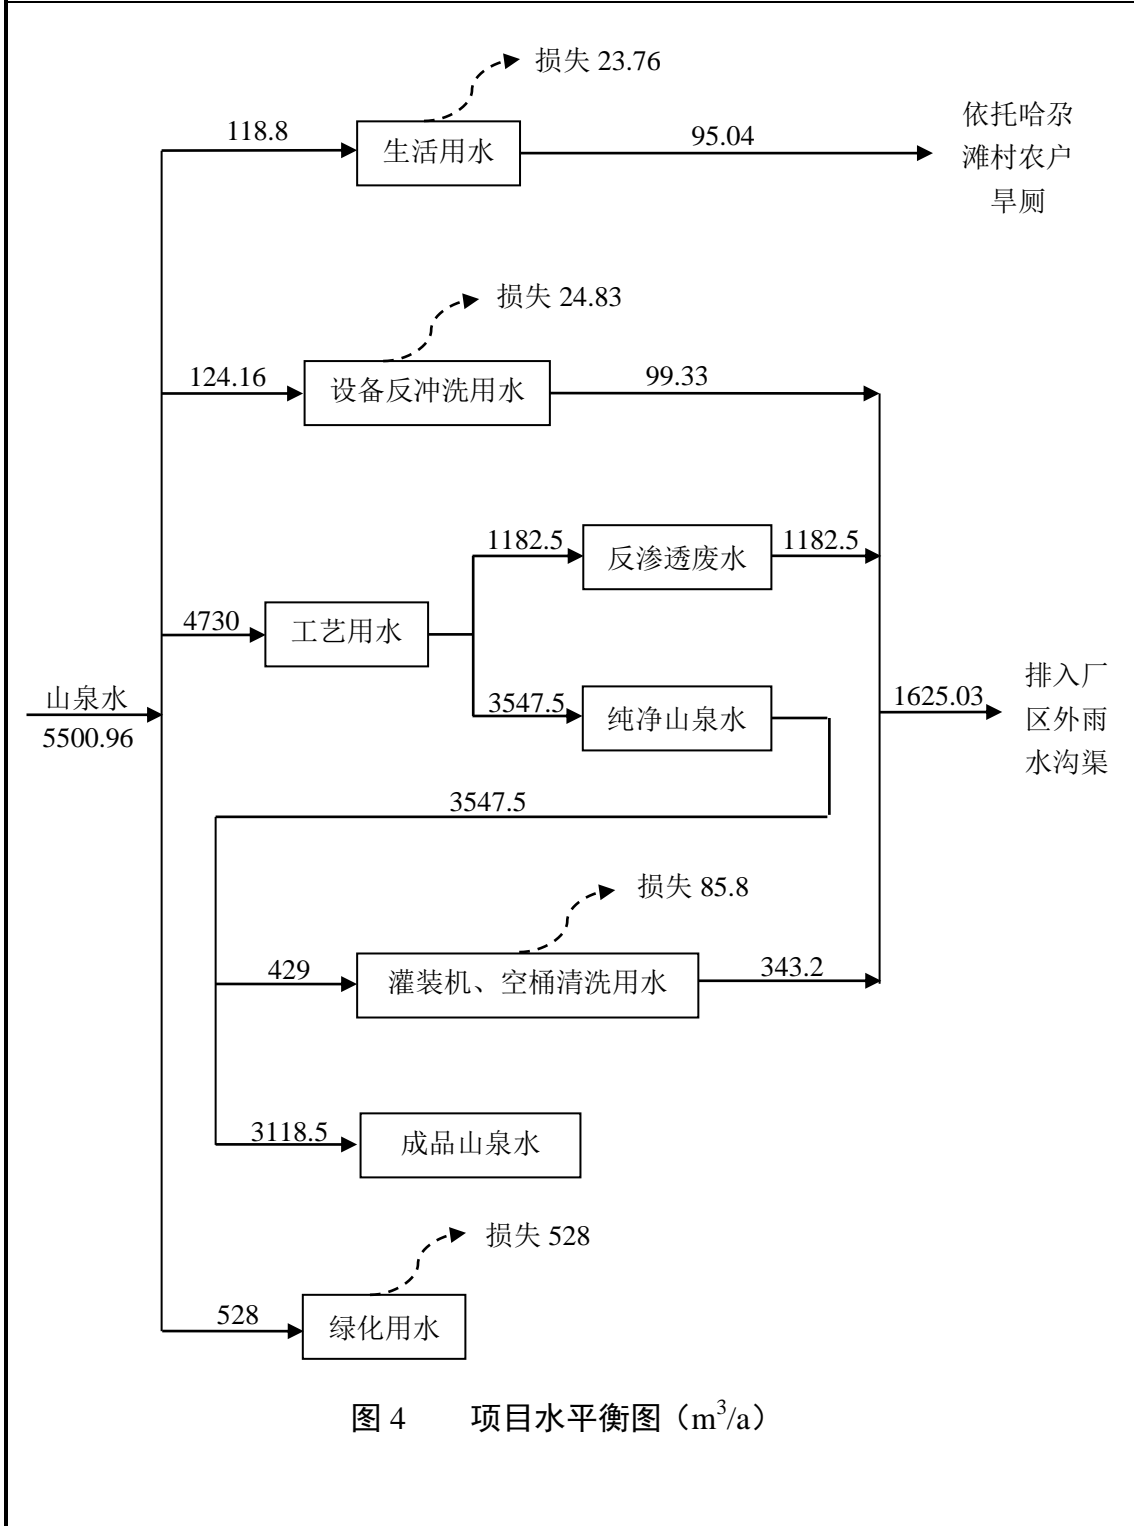 损失 23.76
118.8
生活用水
95.04
依托哈尕
滩村农户
旱厕
损失 24.83
124.16
设备反冲洗用水
99.33
1182.5
反渗透废水
1182.5
4730
工艺用水
山泉水
5500.96
3547.5
纯净山泉水
1625.03
排入厂
区外雨
水沟渠
3547.5
损失 85.8
429
灌装机、空桶清洗用水
343.2
3118.5
成品山泉水
损失 528
528
绿化用水
图 4 项目水平衡图（m³/a）